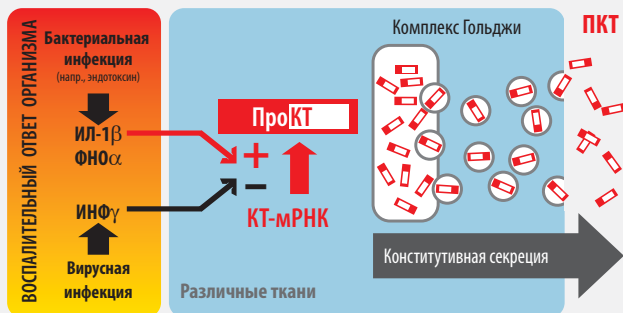 ВОСПАЛИТЕЛЬНЫЙ ОТВЕТ ОРГАНИЗМА
Бактериальная
инфекция
(напр., эндотоксин)
ИЛ-1β
ФНОα
ИНФγ
Вирусная
инфекция
ПроКТ
+
–
КТ-мРНК
Различные ткани
Комплекс Гольджи
ПКТ
Конститутивная секреция